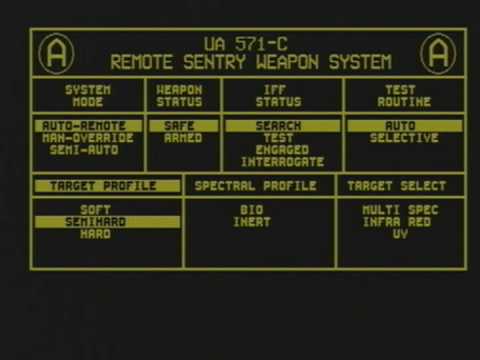 UA 571-C
REMOTE SENTRY WEAPON SYSTEM
A
A
SYSTEM MODE
WEAPON STATUS
IFF STATUS
TEST ROUTINE
AUTO-REMOTE
MAN-OVERRIDE
SEMI-AUTO
SAFE
ARMED
SEARCH
TEST
ENGAGED
INTERROGATE
AUTO
SELECTIVE
TARGET PROFILE
SPECTRAL PROFILE
TARGET SELECT
SOFT
SEMIHARD
HARD
BIO
INERT
MULTI SPEC
INFRA RED
UV